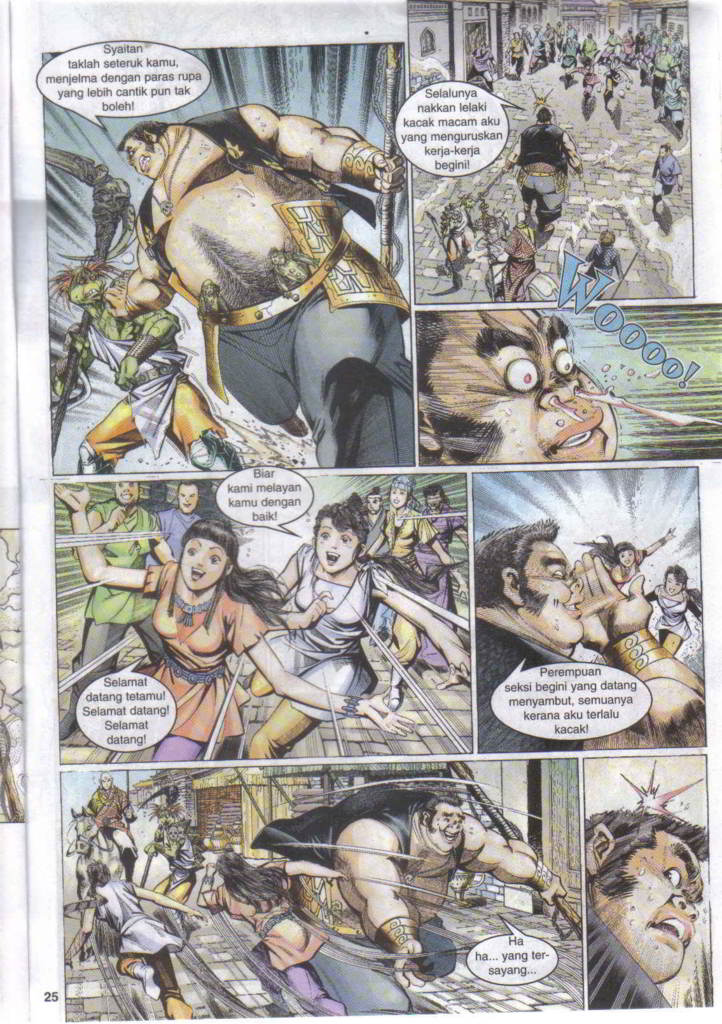 Syaitan
taklah seteruk kamu,
menjelma dengan paras rupa
yang lebih cantik pun tak
boleh!
Selalunya
nakkan lelaki
kacak macam aku
yang menguruskan
kerja-kerja
begini!
Woooo!
Biar
kami melayan
kamu dengan
baik!
Selamat
datang tetamu!
Selamat datang!
Selamat
datang!
Perempuan
seksi begini yang datang
menyambut, semuanya
kerana aku terlalu
kacak!
Ha
ha... yang ter-
sayang...
25